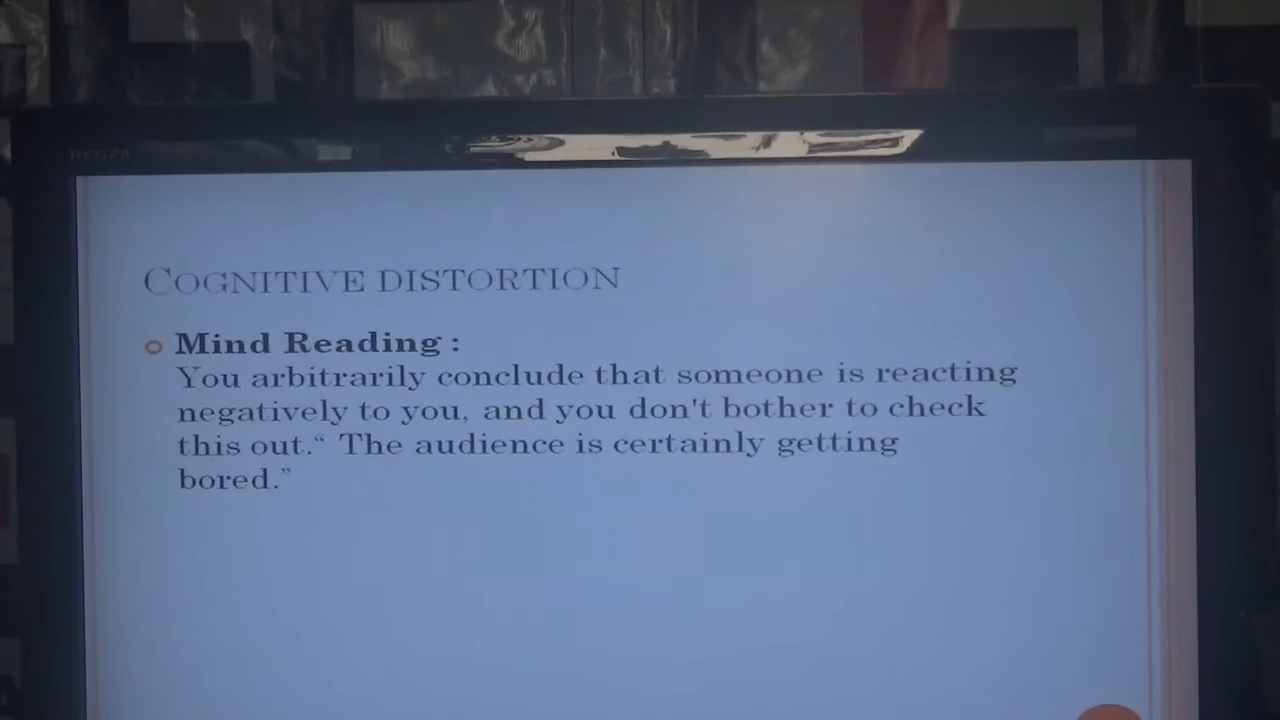 COGNITIVE DISTORTION
Mind Reading :
You arbitrarily conclude that someone is reacting
negatively to you, and you don't bother to check
this out.“ The audience is certainly getting
bored.”